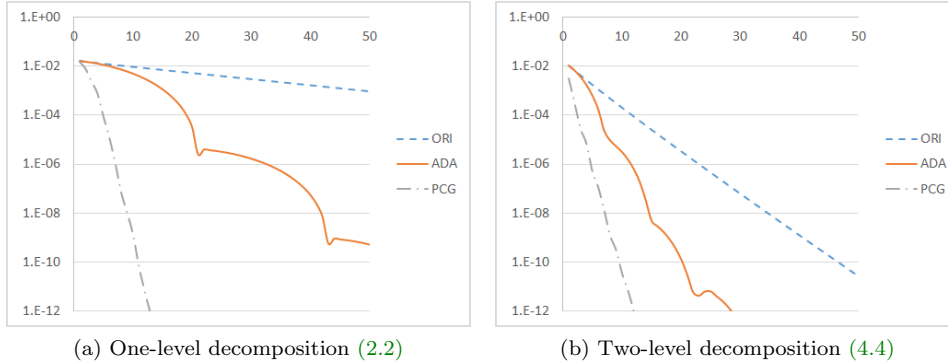 1.E+00
0 10 20 30 40 50
1.E-02
1.E-04
1.E-06
1.E-08
1.E-10
1.E-12
ORI
ADA
PCG
(a) One-level decomposition (2.2)
1.E+00
0 10 20 30 40 50
1.E-02
1.E-04
1.E-06
1.E-08
1.E-10
1.E-12
ORI
ADA
PCG
(b) Two-level decomposition (4.4)